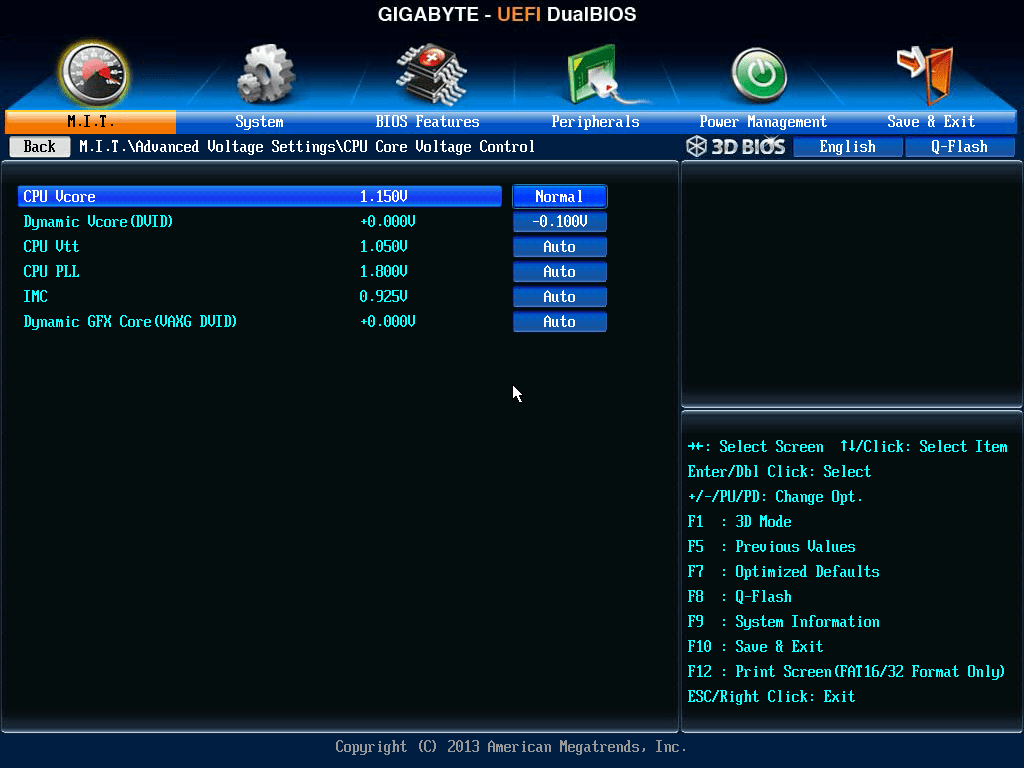 GIGABYTE - UEFI DualBIOS
M.I.T. System BIOS Features Peripherals Power Management Save & Exit
Back M.I.T.\Advanced Voltage Settings\CPU Core Voltage Control 3D BIOS English Q-Flash
CPU Vcore 1.150V Normal
Dynamic Vcore(DVID) +0.000V -0.100V
CPU Vtt 1.050V Auto
CPU PLL 1.800V Auto
IMC 0.925V Auto
Dynamic GFX Core(VAXG DVID) +0.000V Auto
→←: Select Screen ↑↓/Click: Select Item
Enter/Dbl Click: Select
+/-/PU/PD: Change Opt.
F1 : 3D Mode
F5 : Previous Values
F7 : Optimized Defaults
F8 : Q-Flash
F9 : System Information
F10 : Save & Exit
F12 : Print Screen(FAT16/32 Format Only)
ESC/Right Click: Exit
Copyright (C) 2013 American Megatrends, Inc.